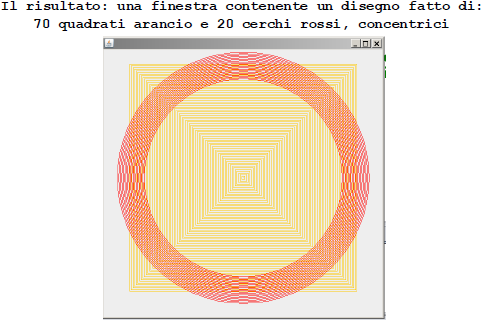 Il risultato: una finestra contenente un disegno fatto di:
70 quadrati arancio e 20 cerchi rossi, concentrici